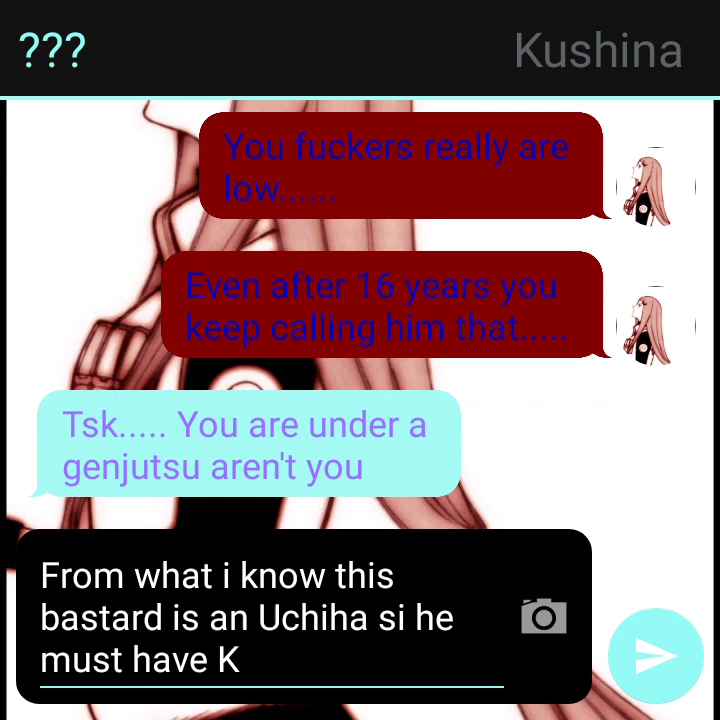 ???
Kushina
You fuckers really are
low......
Even after 16 years you
keep calling him that.....
Tsk..... You are under a
genjutsu aren't you
From what i know this
bastard is an Uchiha si he
must have K